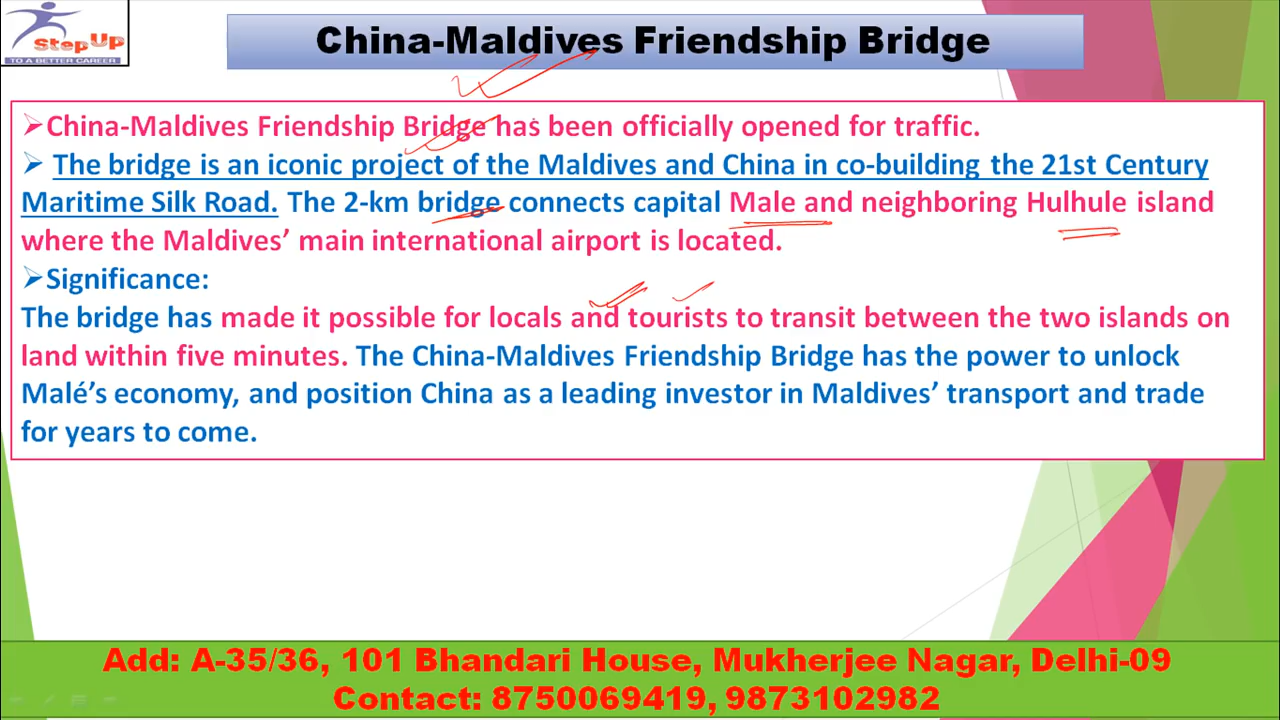 StepUp
TO A BETTER CAREER
China-Maldives Friendship Bridge
➢China-Maldives Friendship Bridge has been officially opened for traffic.
➢ The bridge is an iconic project of the Maldives and China in co-building the 21st Century
Maritime Silk Road. The 2-km bridge connects capital Male and neighboring Hulhule island
where the Maldives’ main international airport is located.
➢Significance:
The bridge has made it possible for locals and tourists to transit between the two islands on
land within five minutes. The China-Maldives Friendship Bridge has the power to unlock
Malé’s economy, and position China as a leading investor in Maldives’ transport and trade
for years to come.
Add: A-35/36, 101 Bhandari House, Mukherjee Nagar, Delhi-09
Contact: 8750069419, 9873102982